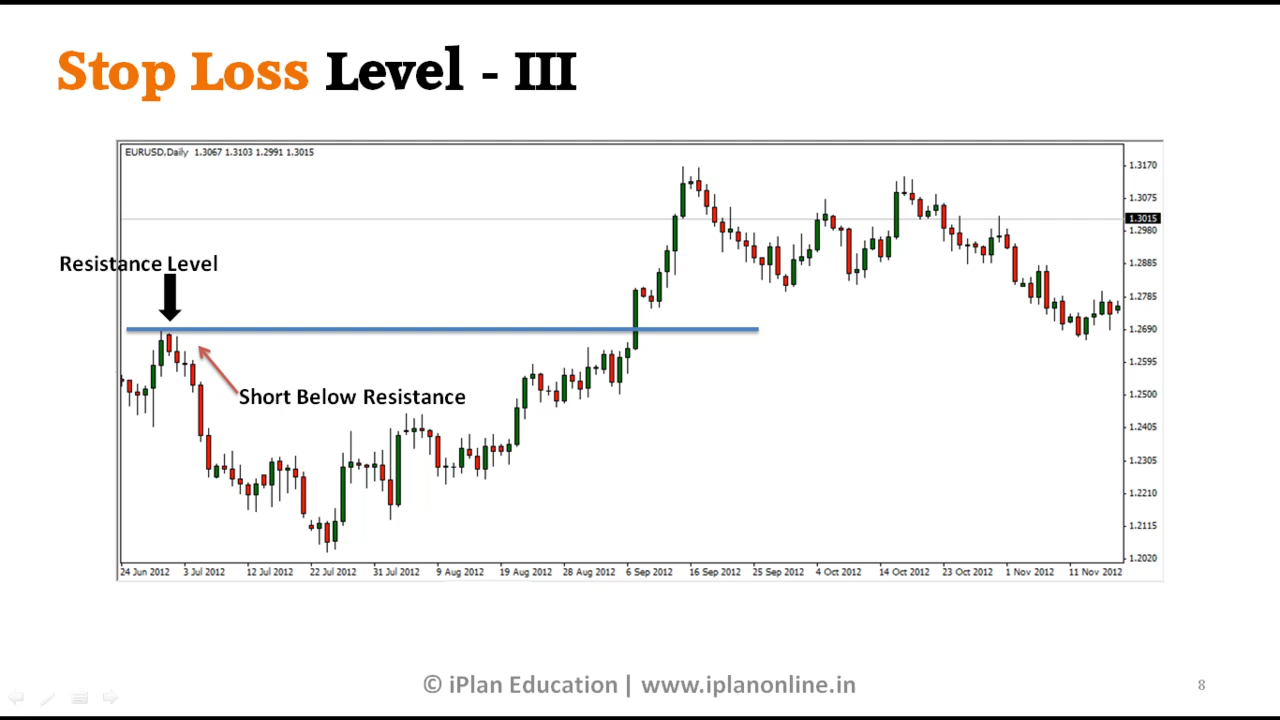 Stop Loss Level - III
EURUSD,Daily 1.3067 1.3103 1.2991 1.3015
1.3170
1.3075
1.3015
1.2980
Resistance Level
1.2885
1.2785
1.2690
1.2595
Short Below Resistance
1.2500
1.2405
1.2305
1.2210
1.2115
1.2020
24 Jun 2012 3 Jul 2012 12 Jul 2012 22 Jul 2012 31 Jul 2012 9 Aug 2012 19 Aug 2012 28 Aug 2012 6 Sep 2012 16 Sep 2012 25 Sep 2012 4 Oct 2012 14 Oct 2012 23 Oct 2012 1 Nov 2012 11 Nov 2012
© iPlan Education | www.iplanonline.in
8